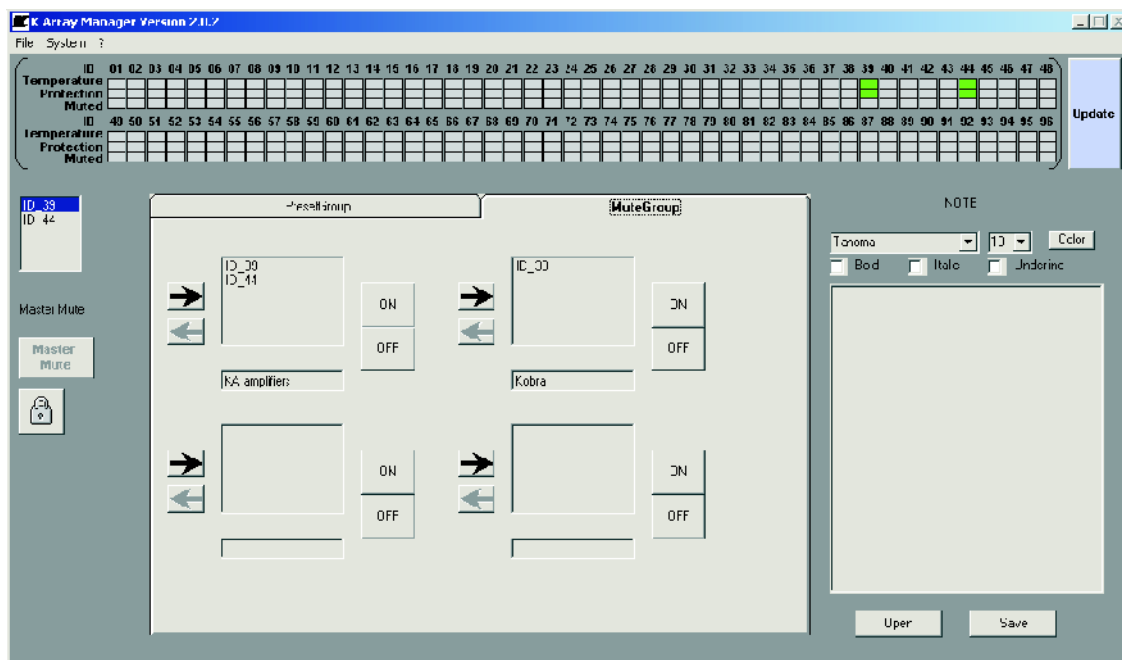 K Array Manager Version 2.0.2
File System ?
ID 01 02 03 04 05 06 07 08 09 10 11 12 13 14 15 16 17 18 19 20 21 22 23 24 25 26 27 28 29 30 31 32 33 34 35 36 37 38 39 40 41 42 43 44 45 46 47 48
Temperature
Protection
Muted
ID 49 50 51 52 53 54 55 56 57 58 59 60 61 62 63 64 65 66 67 68 69 70 71 72 73 74 75 76 77 78 79 80 81 82 83 84 85 86 87 88 89 90 91 92 93 94 95 96
Temperature
Protection
Muted
Update
ID_39
ID_44
Master Mute
Master
Mute
PresetGroup
MuteGroup
ID_39
ID_44
ON
OFF
KA amplifiers
ID_39
ON
OFF
Kobra
ON
OFF
ON
OFF
NOTE
Tahoma
10
Color
Bold
Italic
Underline
Open
Save